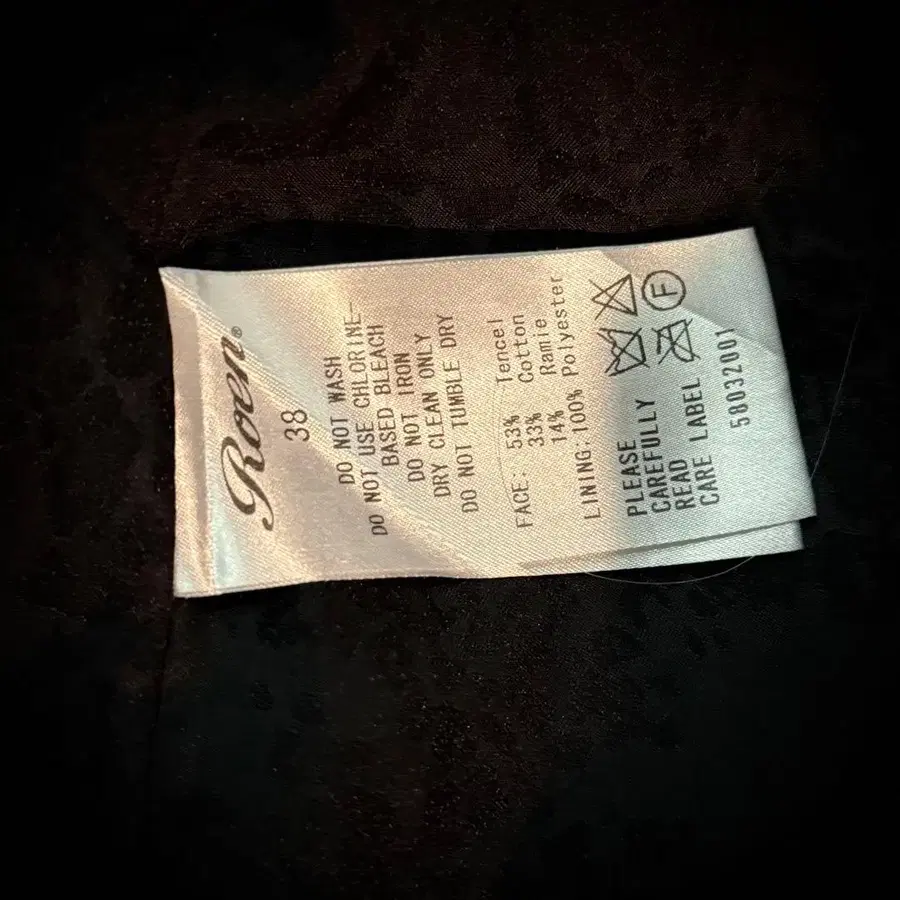 Roen®
38
DO NOT WASH
DO NOT USE CHLORINE-
BASED BLEACH
DO NOT IRON
DRY CLEAN ONLY
DO NOT TUMBLE DRY
FACE: 53% Tencel
33% Cotton
14% Ramie
LINING:100% Polyester
F
PLEASE
CAREFULLY
READ
CARE LABEL
58032001